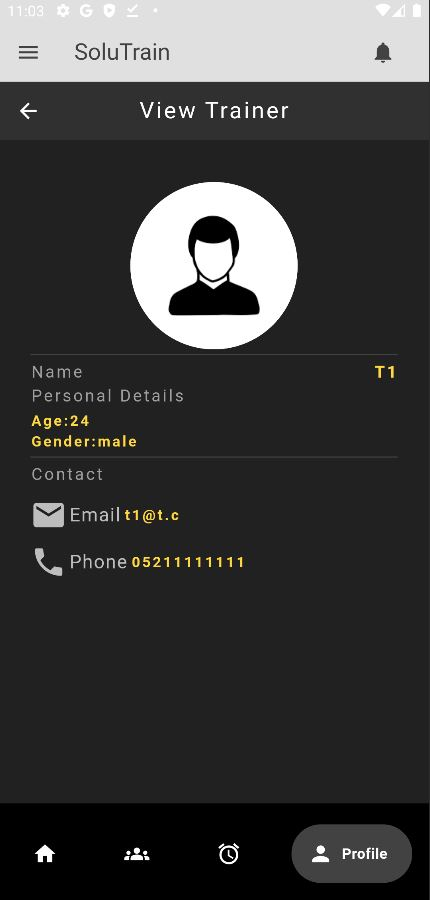 11:03
SoluTrain
View Trainer
Name T1
Personal Details
Age:24
Gender:male
Contact
Email t1@t.c
Phone 05211111111
Profile